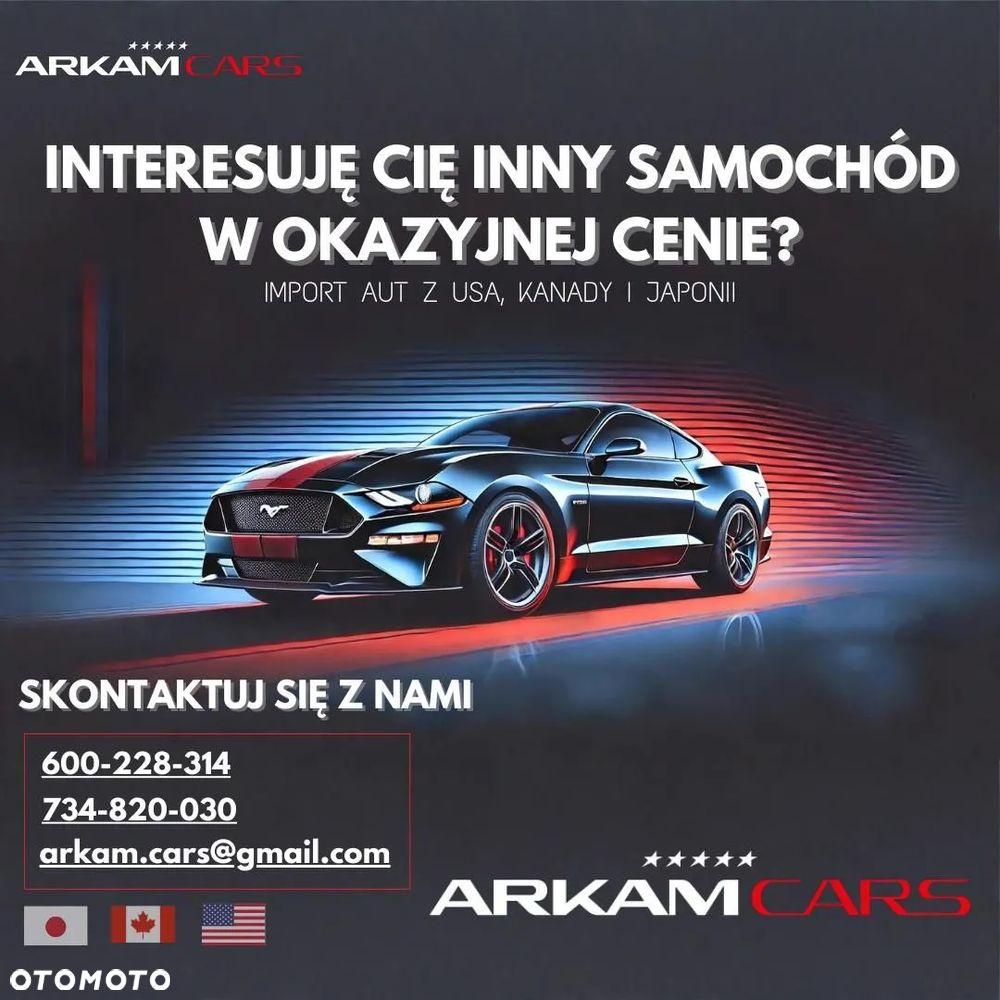 ARKAM CARS
INTERESUJĘ CIĘ INNY SAMOCHÓD
W OKAZYJNEJ CENIE?
IMPORT AUT Z USA, KANADY I JAPONII
SKONTAKTUJ SIĘ Z NAMI
600-228-314
734-820-030
arkam.cars@gmail.com
ARKAM CARS
OTOMOTO